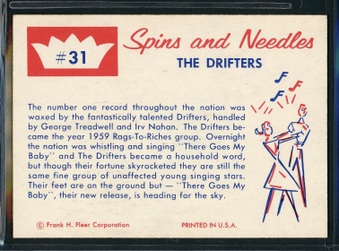 #31
Spins and Needles
THE DRIFTERS
The number one record throughout the nation was
waxed by the fantastically talented Drifters, handled
by George Treadwell and Irv Nahan. The Drifters be-
came the year 1959 Rags-To-Riches group. Overnight
the nation was whistling and singing "There Goes My
Baby" and The Drifters became a household word,
but though their fortune skyrocketed they are still the
same fine group of unaffected young singing stars.
Their feet are on the ground but — "There Goes My
Baby", their new release, is heading for the sky.
© Frank H. Fleer Corporation
PRINTED IN U.S.A.